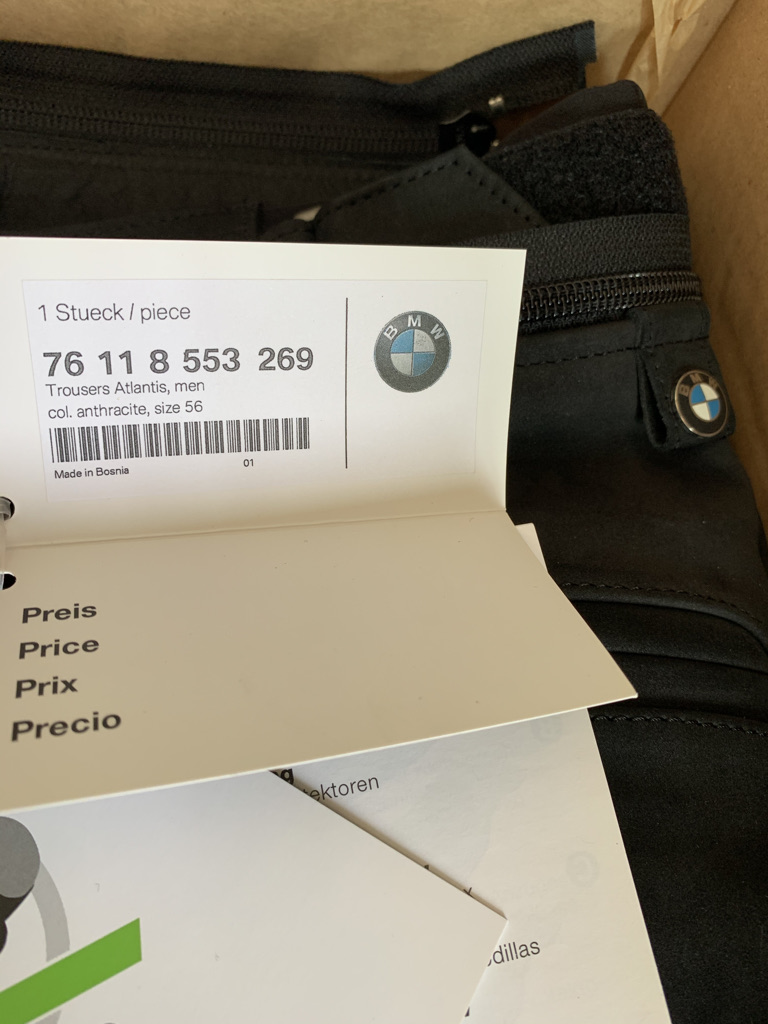 1 Stueck / piece
BMW
76 11 8 553 269
Trousers Atlantis, men
col. anthracite, size 56
Made in Bosnia
01
BMW
Preis
Price
Prix
Precio